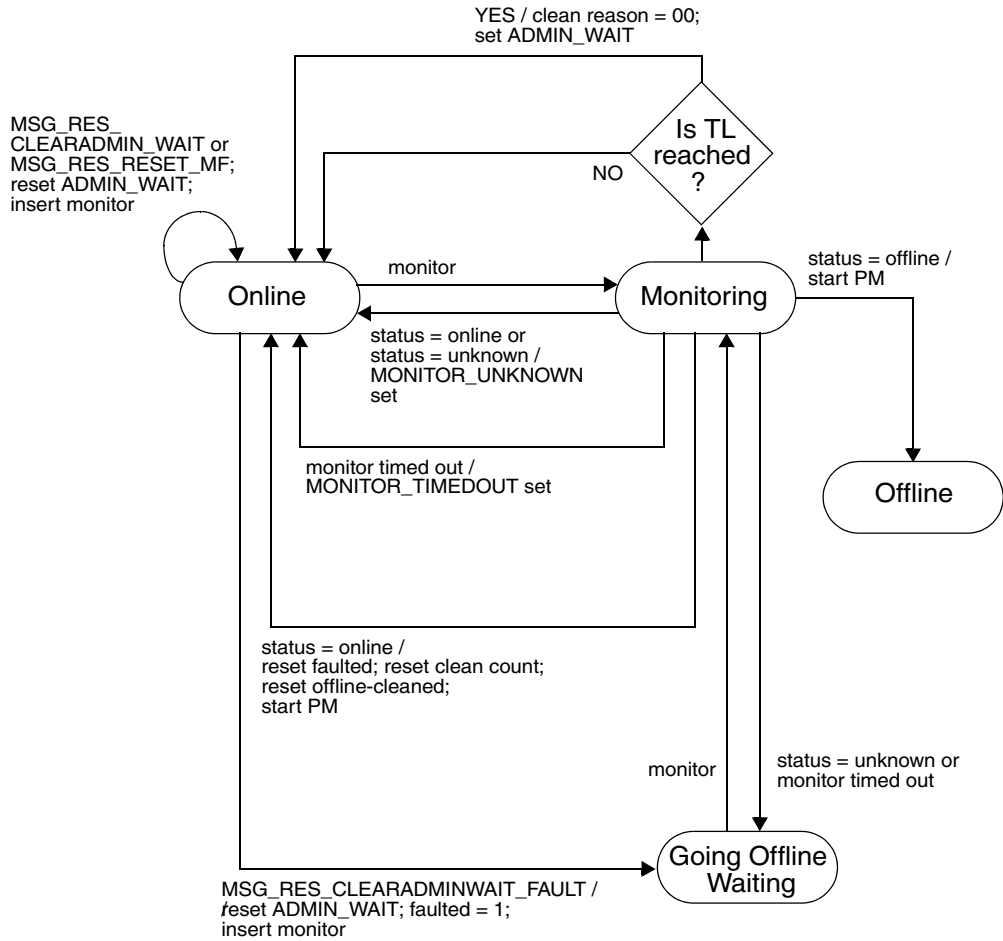 YES / clean reason = 00;
set ADMIN_WAIT
MSG_RES_
CLEARADMIN_WAIT or
MSG_RES_RESET_MF;
reset ADMIN_WAIT;
insert monitor
Is TL
reached
?
NO
status = offline /
start PM
monitor
Online
Monitoring
status = online or
status = unknown /
MONITOR_UNKNOWN
set
monitor timed out /
MONITOR_TIMEDOUT set
Offline
status = online /
reset faulted; reset clean count;
reset offline-cleaned;
start PM
monitor
status = unknown or
monitor timed out
Going Offline
Waiting
MSG_RES_CLEARADMINWAIT_FAULT /
/reset ADMIN_WAIT; faulted = 1;
insert monitor